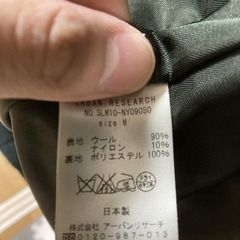 URBAN RESEARCH
NO.SLM10-NY09050
size M
表地 ウール 90%
ナイロン 10%
裏地 ポリエステル 100%
日本製
株式会社 アーバンリサーチ
0120-967-013